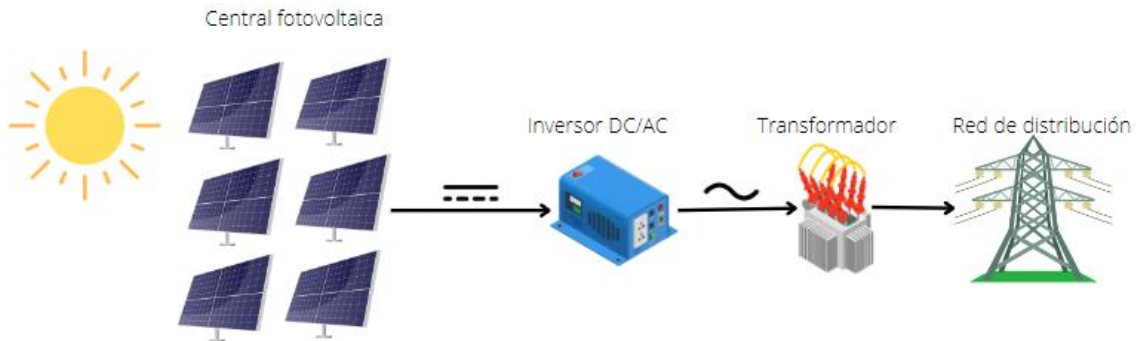 Central fotovoltaica
Inversor DC/AC
Transformador
Red de distribución